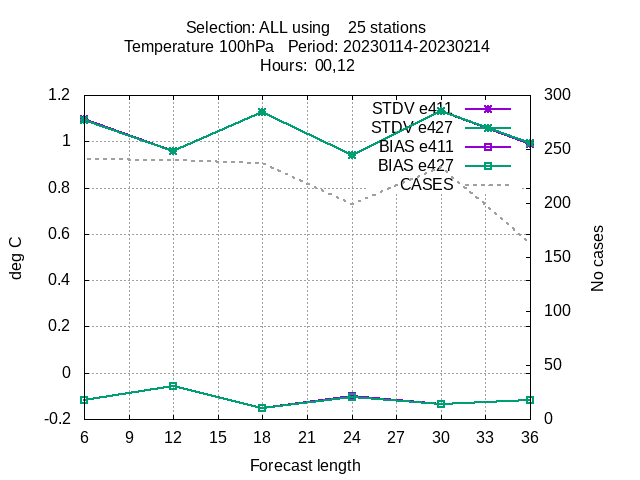 Selection: ALL using    25 stations
Temperature 100hPa   Period: 20230114-20230214
Hours:  00,12
1.2
1
0.8
0.6
0.4
0.2
0
-0.2
deg C
300
250
200
150
100
50
0
No cases
STDV e411
STDV e427
BIAS e411
BIAS e427
CASES
6 9 12 15 18 21 24 27 30 33 36
Forecast length